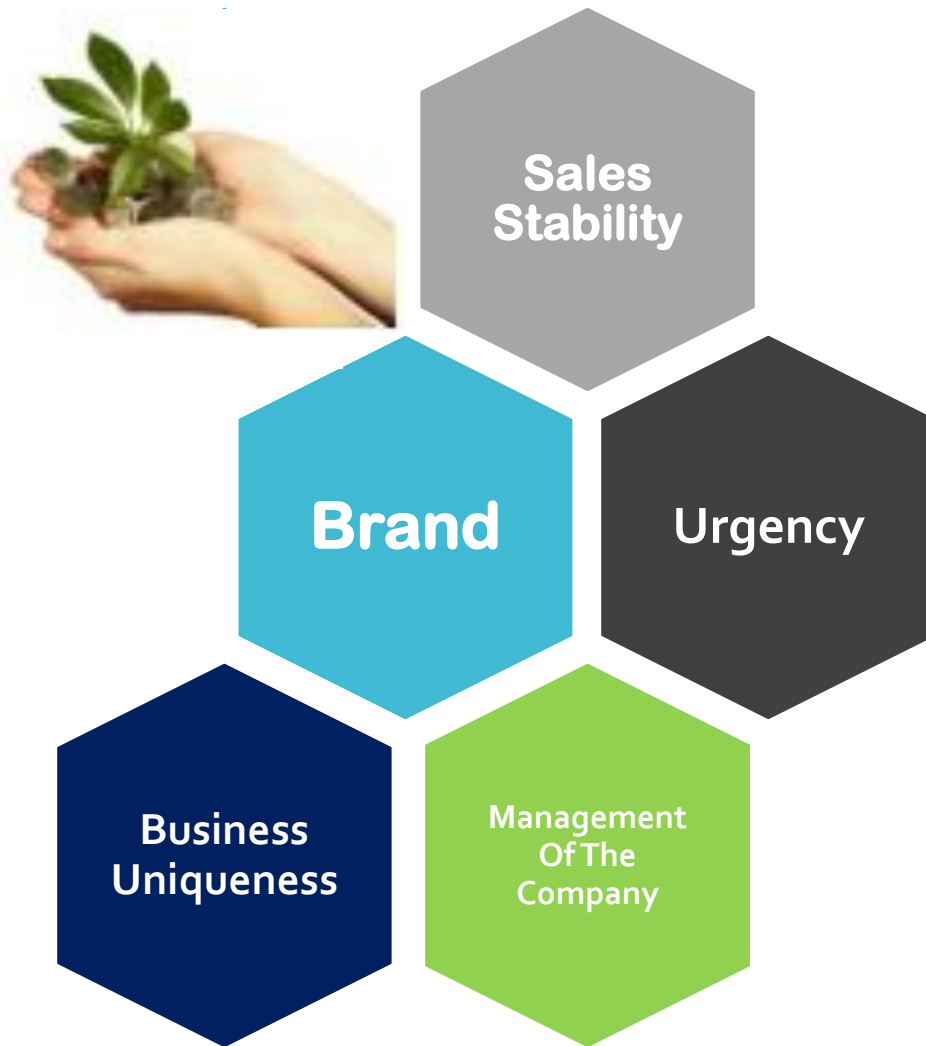 Sales
Stability
Brand
Urgency
Business
Uniqueness
Management
Of The
Company